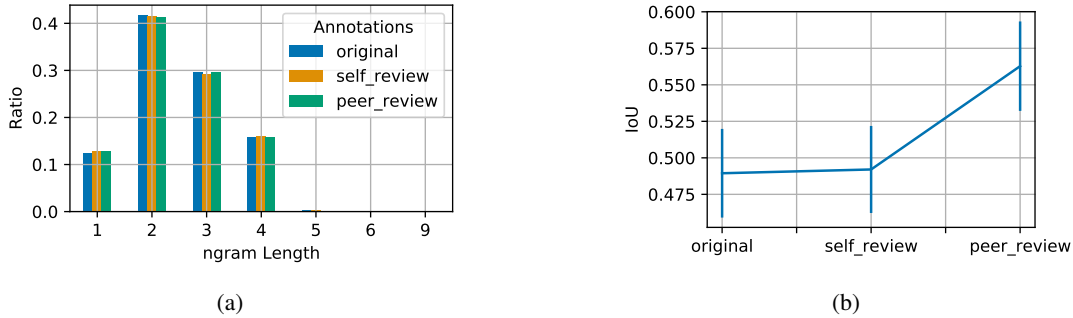 0.4
0.3
0.2
0.1
0.0
Ratio
1 2 3 4 5 6 9
ngram Length
Annotations
original
self_review
peer_review
(a)
0.600
0.575
0.550
0.525
0.500
0.475
IoU
original self_review peer_review
(b)